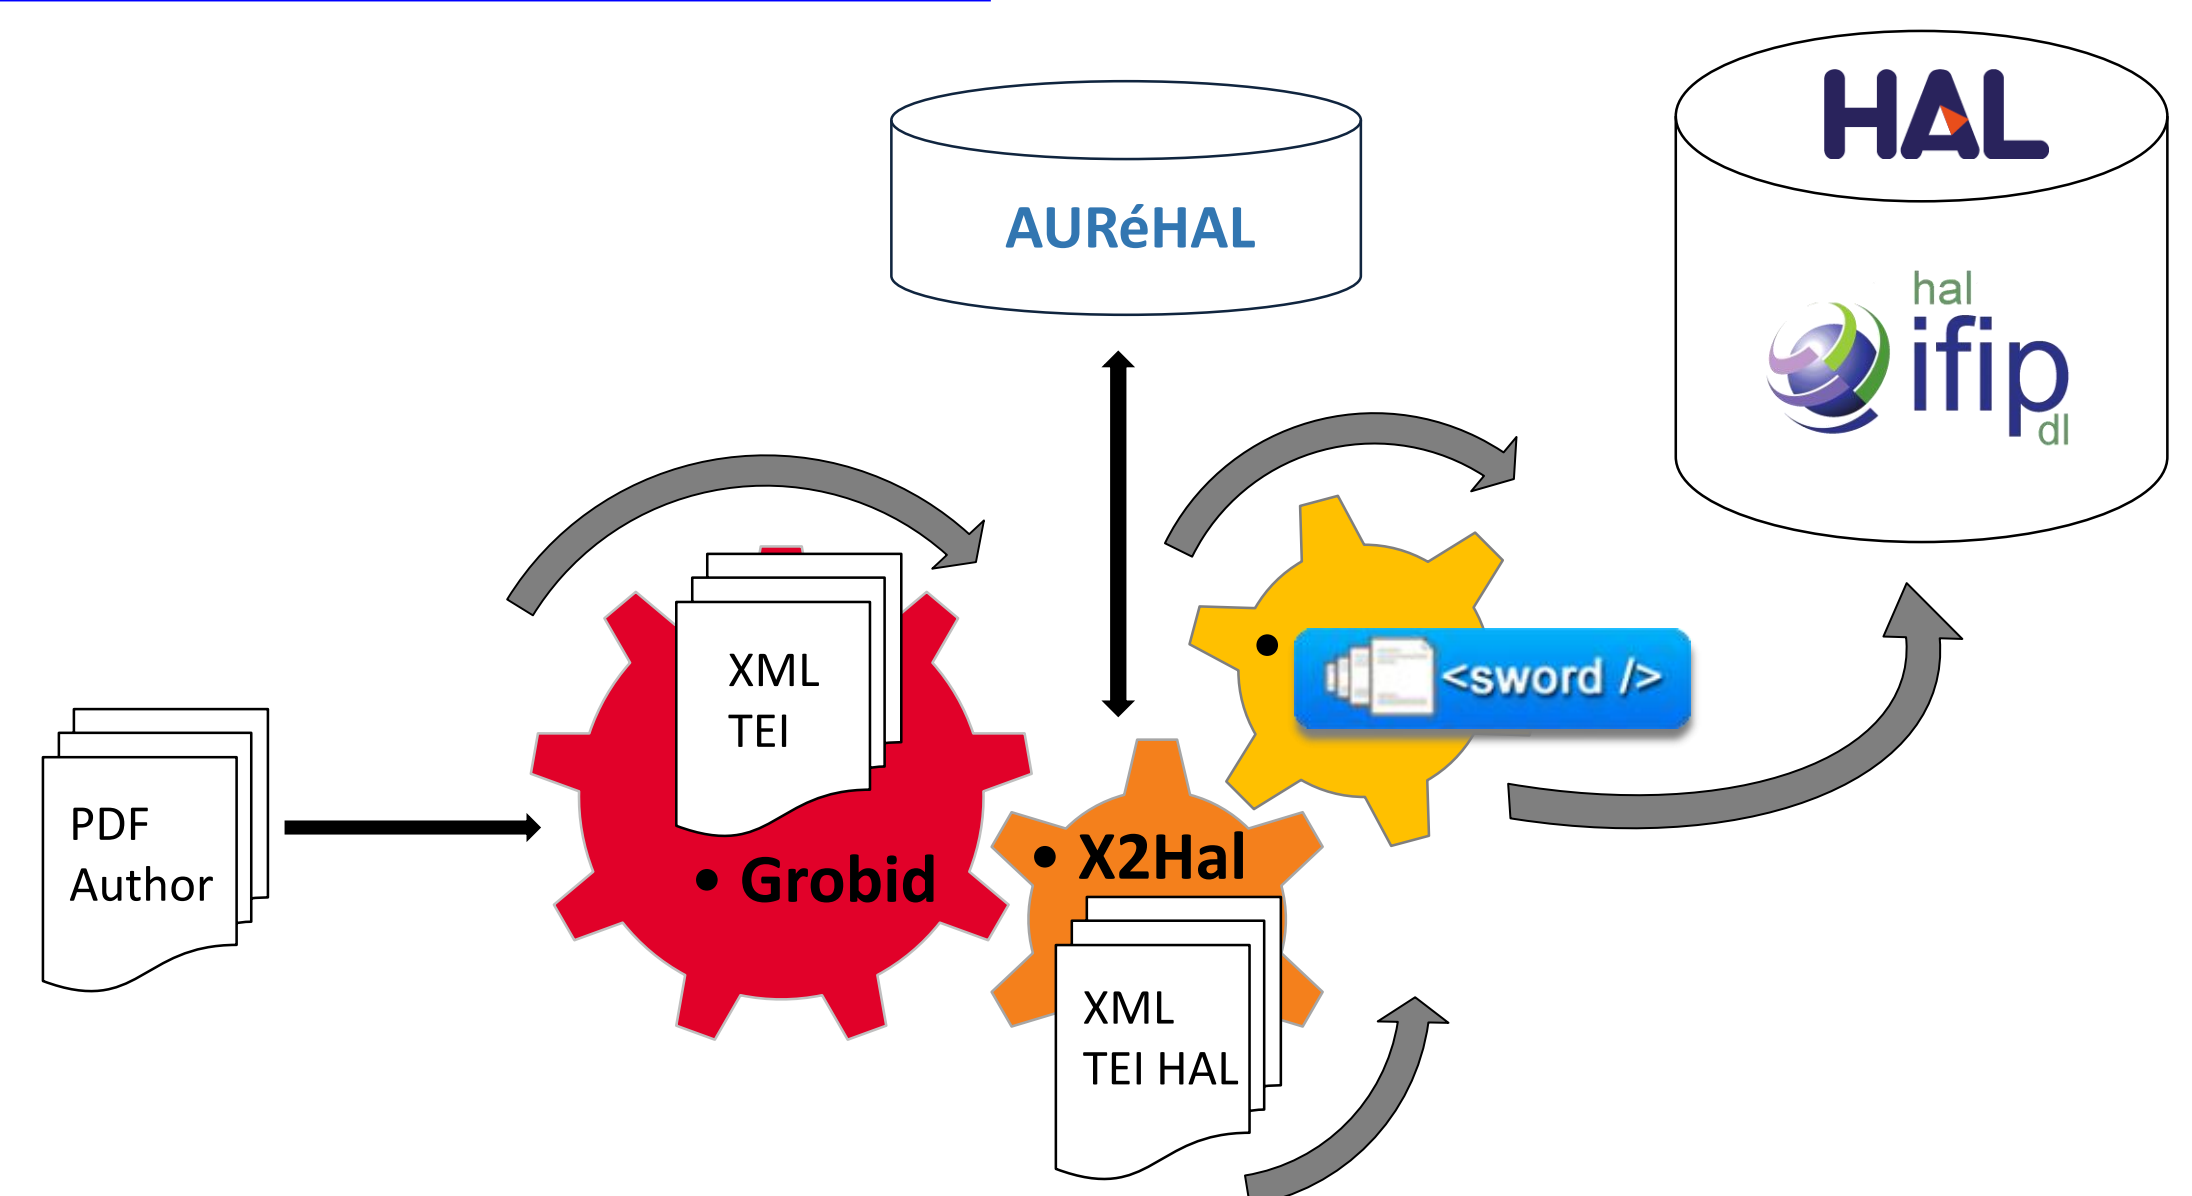 HAL
AURéHAL
hal
ifip
dl
XML
TEI
<sword />
PDF
Author
• Grobid
• X2Hal
XML
TEI HAL